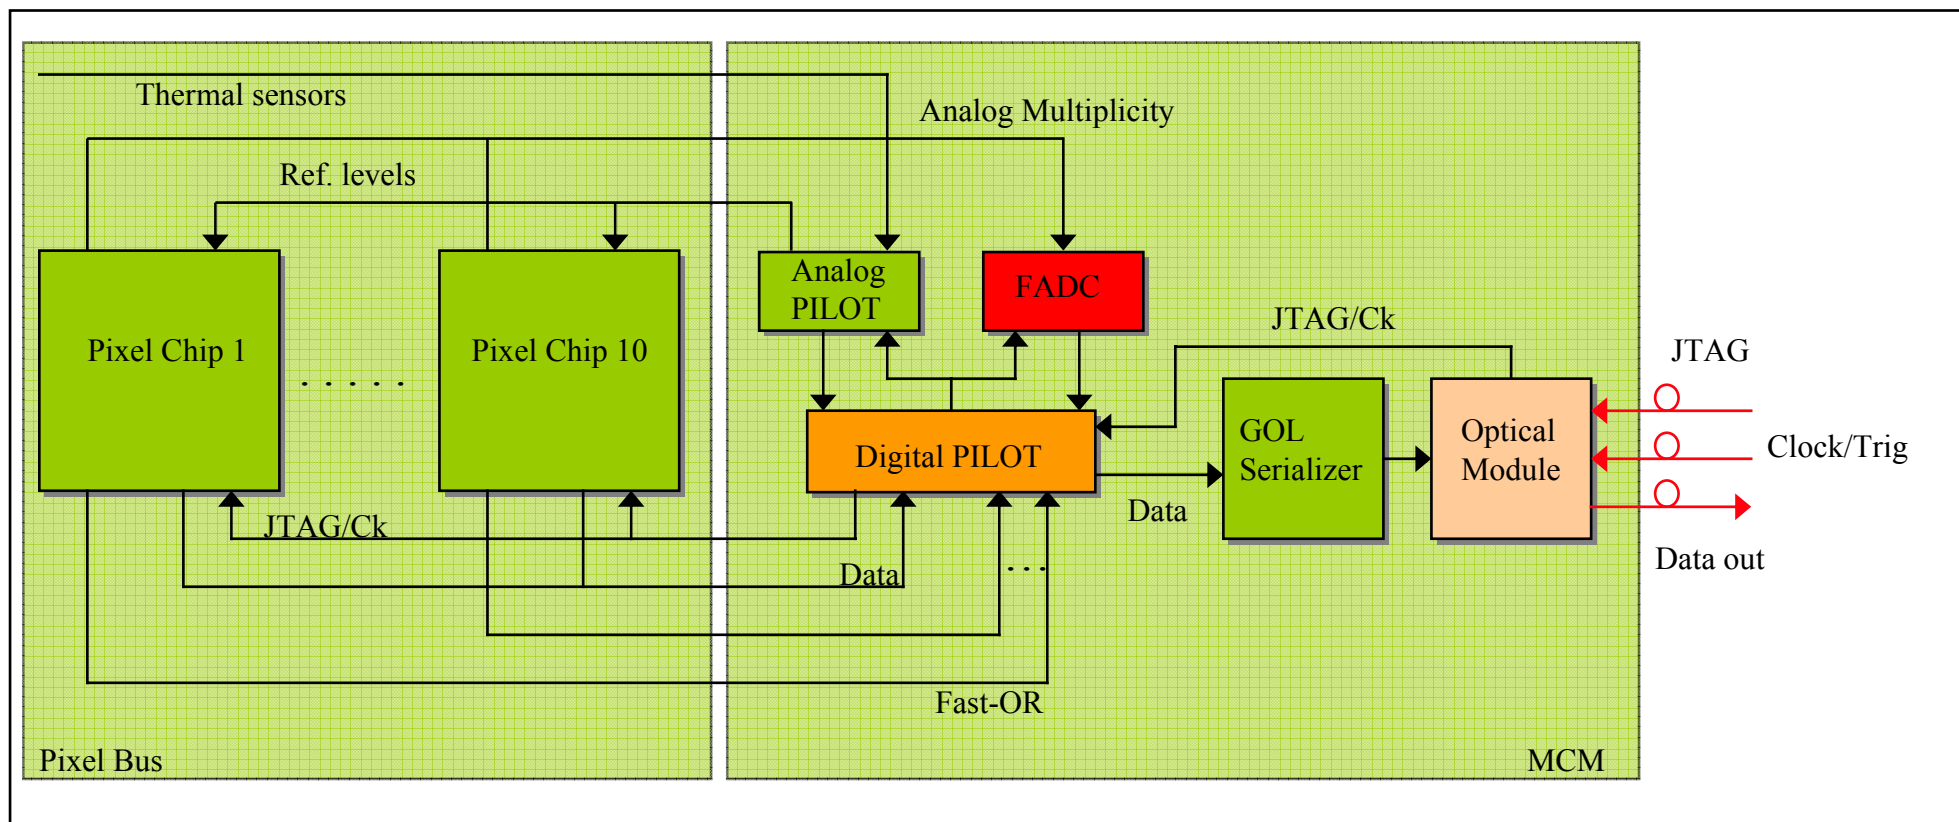 Thermal sensors
Analog Multiplicity
Ref. levels
Analog
PILOT
FADC
JTAG/Ck
Pixel Chip 1
. . . . .
Pixel Chip 10
JTAG
Digital PILOT
GOL
Serializer
Optical
Module
Clock/Trig
Data
JTAG/Ck
Data
. . .
Data out
Fast-OR
Pixel Bus
MCM